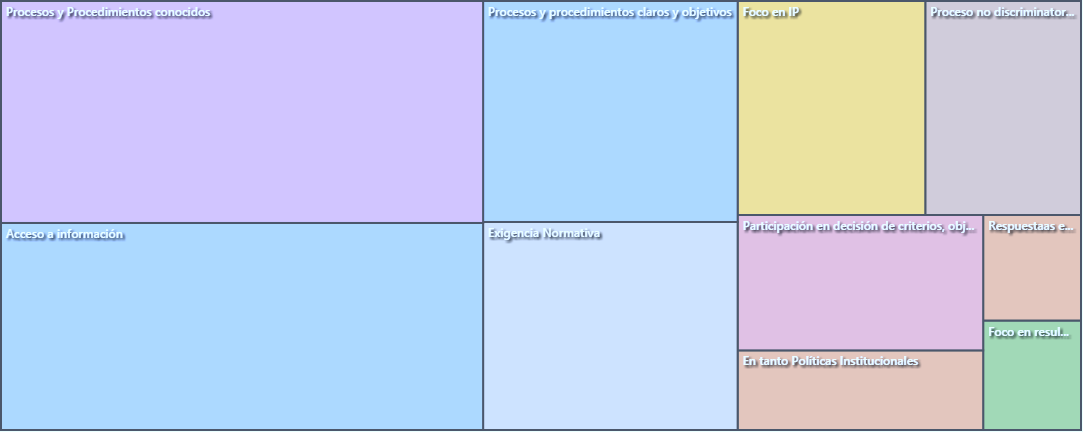 Procesos y Procedimientos conocidos
Procesos y procedimientos claros y objetivos
Foco en IP
Proceso no discriminator...
Acceso a información
Exigencia Normativa
Participación en decisión de criterios, obj...
Respuestaas e...
Foco en resul...
En tanto Políticas Institucionales